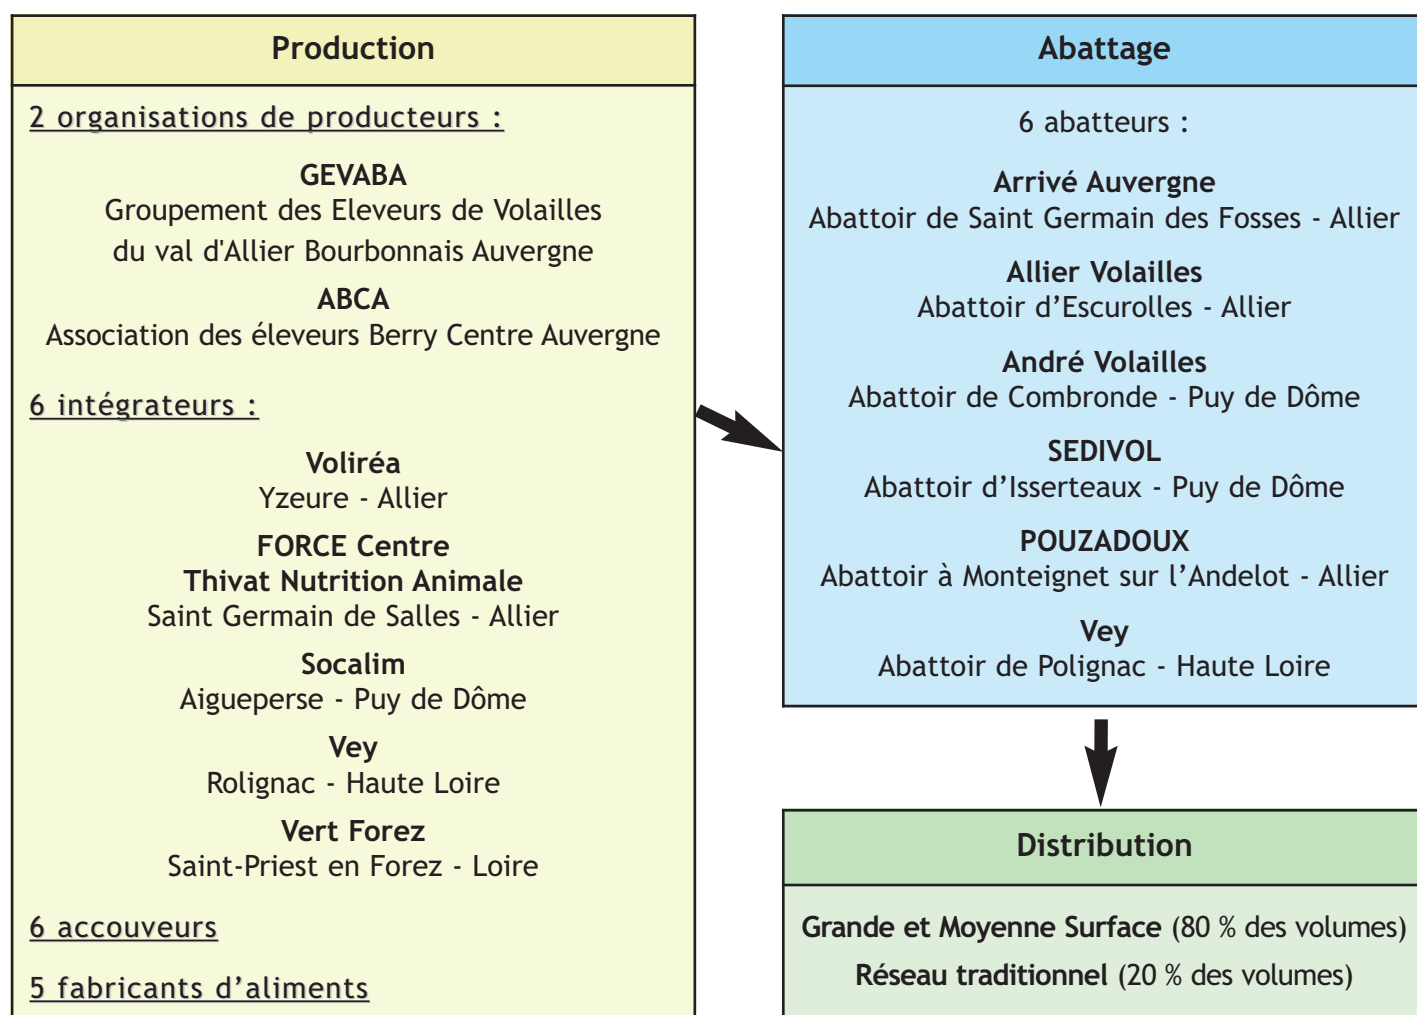 Production
2 organisations de producteurs :
GEVABA
Groupement des Eleveurs de Volailles
du val d'Allier Bourbonnais Auvergne
ABCA
Association des éleveurs Berry Centre Auvergne
6 intégrateurs :
Voliréa
Yzeure - Allier
FORCE Centre
Thivat Nutrition Animale
Saint Germain de Salles - Allier
Socalim
Aigueperse - Puy de Dôme
Vey
Rolignac - Haute Loire
Vert Forez
Saint-Priest en Forez - Loire
6 accouveurs
5 fabricants d’aliments
Abattage
6 abatteurs :
Arrivé Auvergne
Abattoir de Saint Germain des Fosses - Allier
Allier Volailles
Abattoir d’Escurolles - Allier
André Volailles
Abattoir de Combronde - Puy de Dôme
SEDIVOL
Abattoir d’Isserteaux - Puy de Dôme
POUZADOUX
Abattoir à Monteignet sur l’Andelot - Allier
Vey
Abattoir de Polignac - Haute Loire
Distribution
Grande et Moyenne Surface (80 % des volumes)
Réseau traditionnel (20 % des volumes)